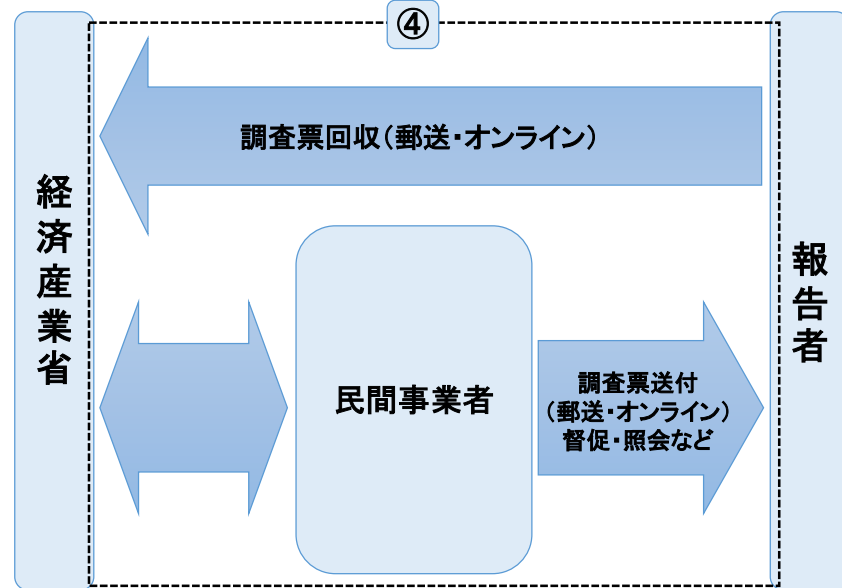 ④
調査票回収（郵送・オンライン）
経済産業省
民間事業者
調査票送付
（郵送・オンライン）
督促・照会など
報告者